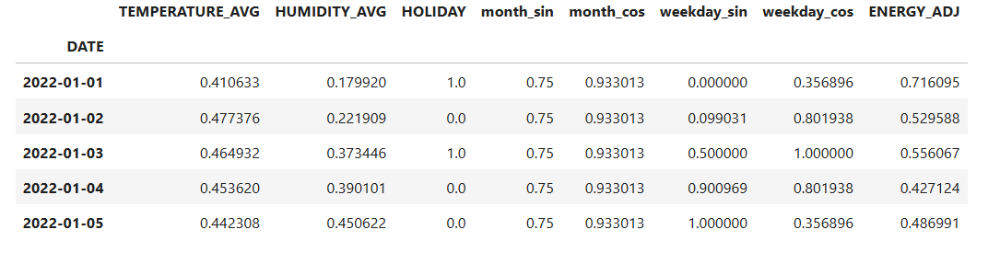 TEMPERATURE_AVG HUMIDITY_AVG HOLIDAY month_sin month_cos weekday_sin weekday_cos ENERGY_ADJ
DATE
2022-01-01 0.410633 0.179920 1.0 0.75 0.933013 0.000000 0.356896 0.716095
2022-01-02 0.477376 0.221909 0.0 0.75 0.933013 0.099031 0.801938 0.529588
2022-01-03 0.464932 0.373446 1.0 0.75 0.933013 0.500000 1.000000 0.556067
2022-01-04 0.453620 0.390101 0.0 0.75 0.933013 0.900969 0.801938 0.427124
2022-01-05 0.442308 0.450622 0.0 0.75 0.933013 1.000000 0.356896 0.486991